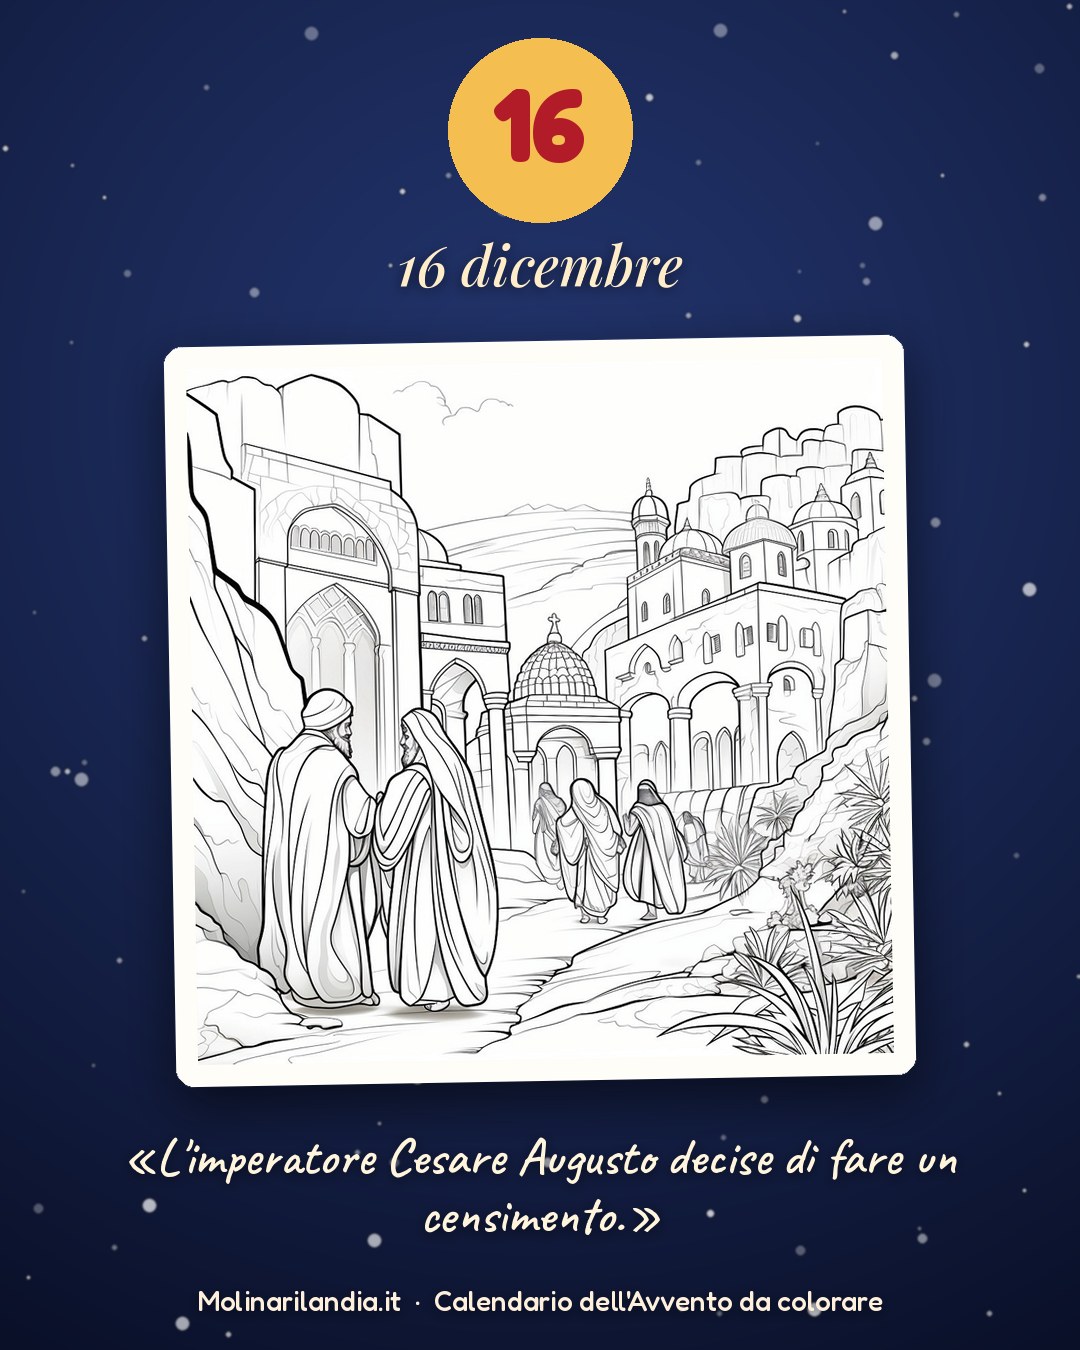 16
16 dicembre
«L'imperatore Cesare Augusto decise di fare un
censimento.»
Molinarilandia.it · Calendario dell'Avvento da colorare